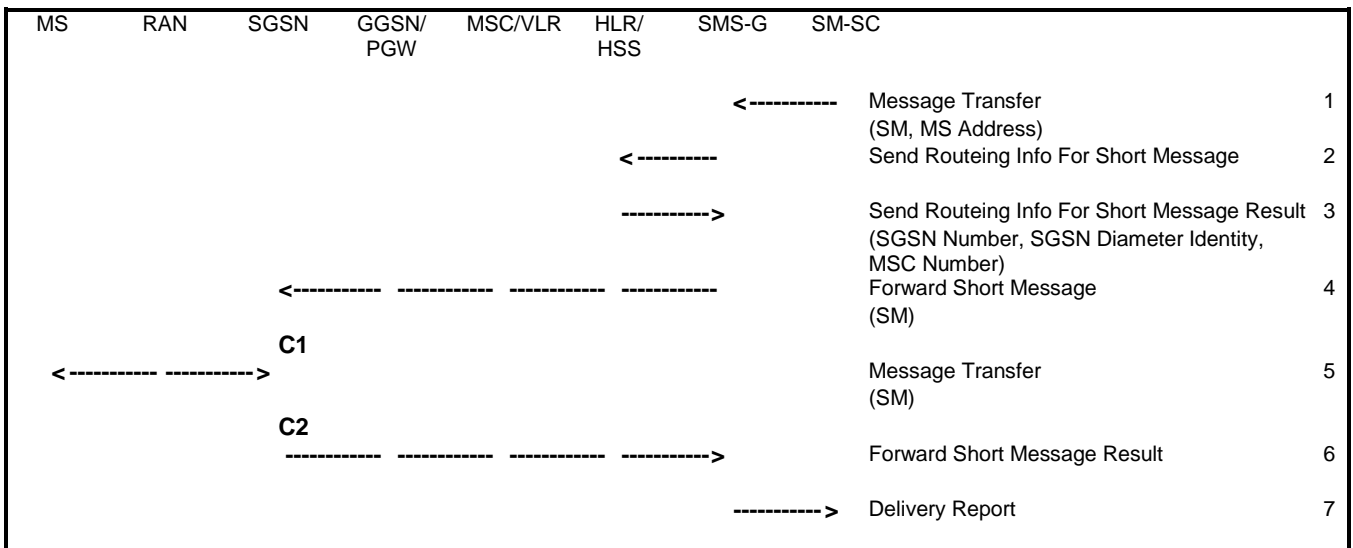 MS RAN SGSN GGSN/ MSC/VLR HLR/ SMS-G SM-SC
PGW HSS
<----------- Message Transfer 1
(SM, MS Address)
<---------- Send Routeing Info For Short Message 2
-----------> Send Routeing Info For Short Message Result 3
(SGSN Number, SGSN Diameter Identity,
MSC Number)
<----------- ------------ ------------ ------------ Forward Short Message 4
(SM)
C1
<----------- -----------> Message Transfer 5
(SM)
C2
------------ ------------ ------------ -----------> Forward Short Message Result 6
-----------> Delivery Report 7